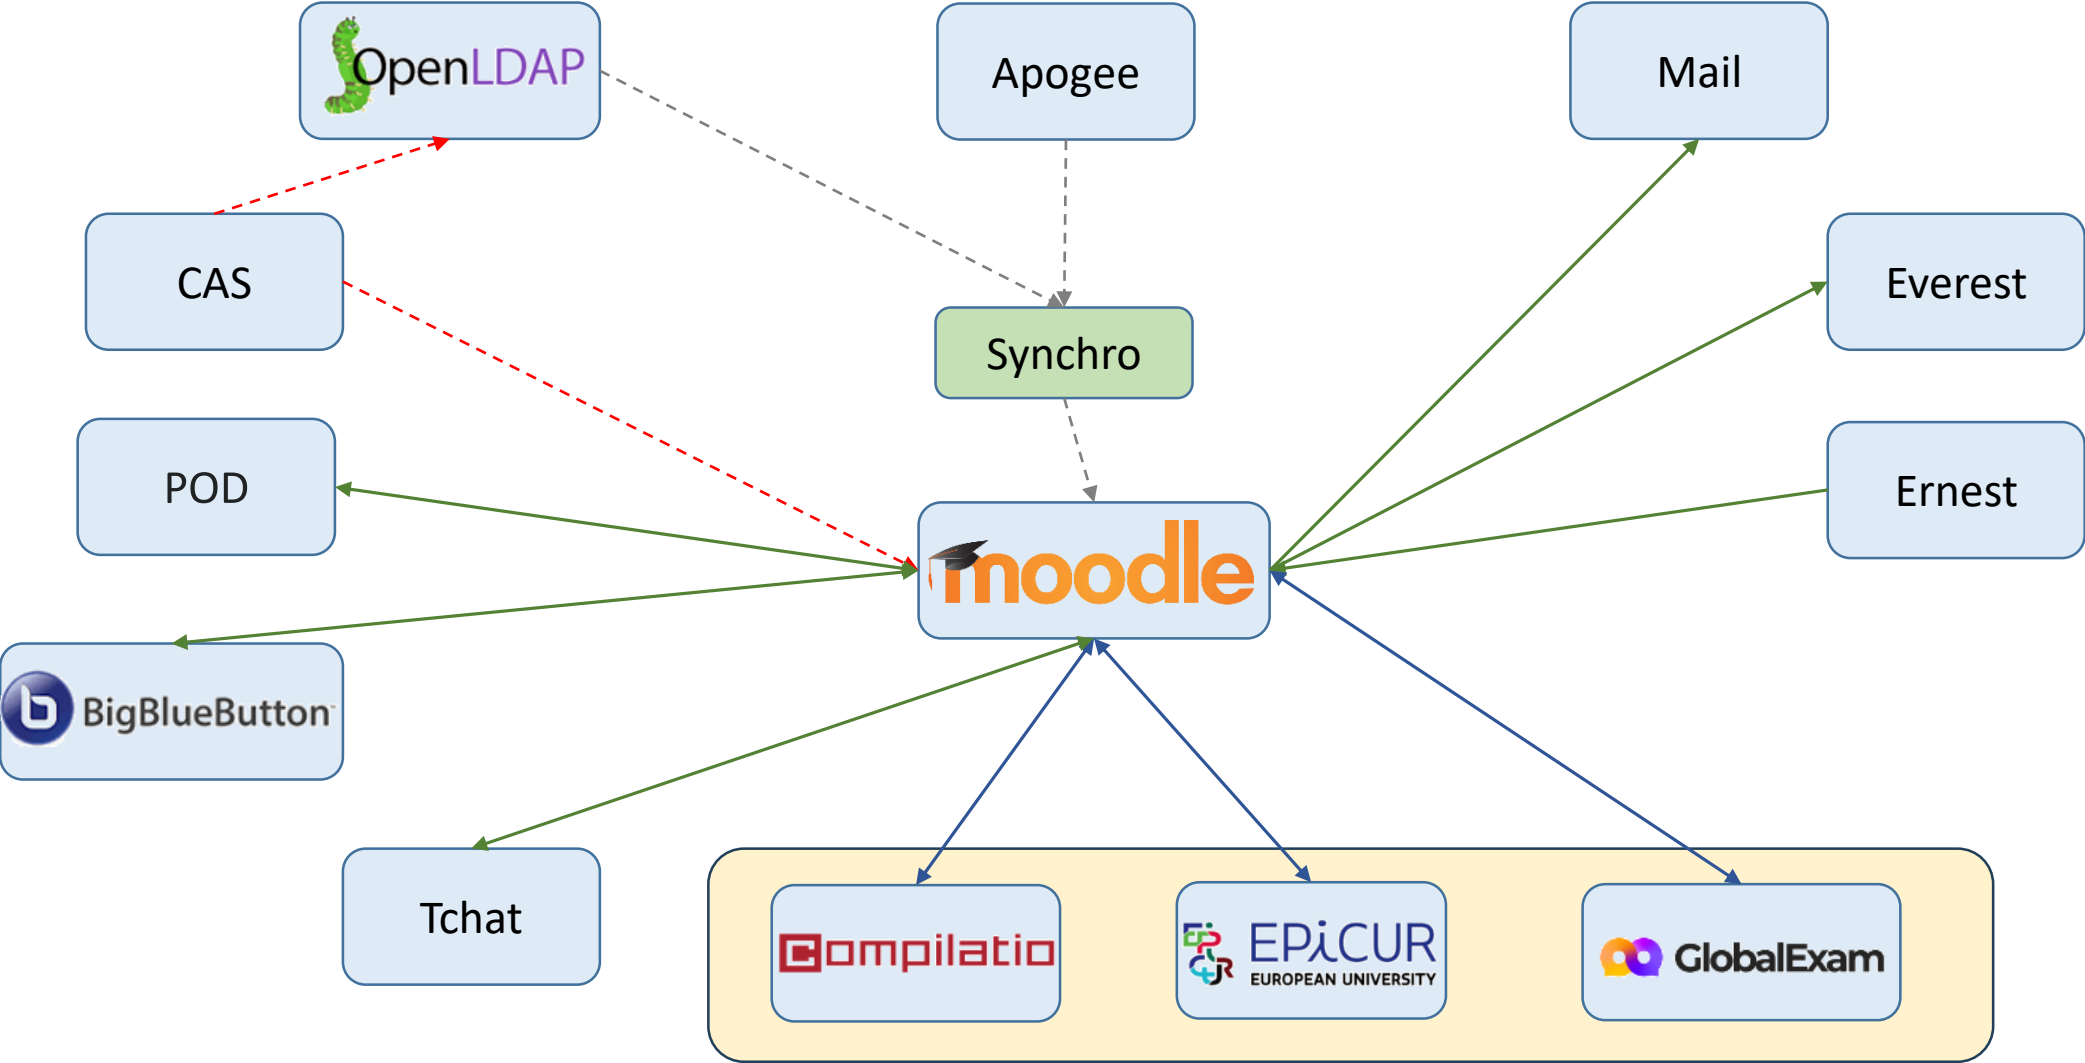 OpenLDAP
Apogee
Mail
CAS
Everest
Synchro
POD
Ernest
moodle
BigBlueButton
Tchat
Compilatio
EPiCUR
EUROPEAN UNIVERSITY
GlobalExam